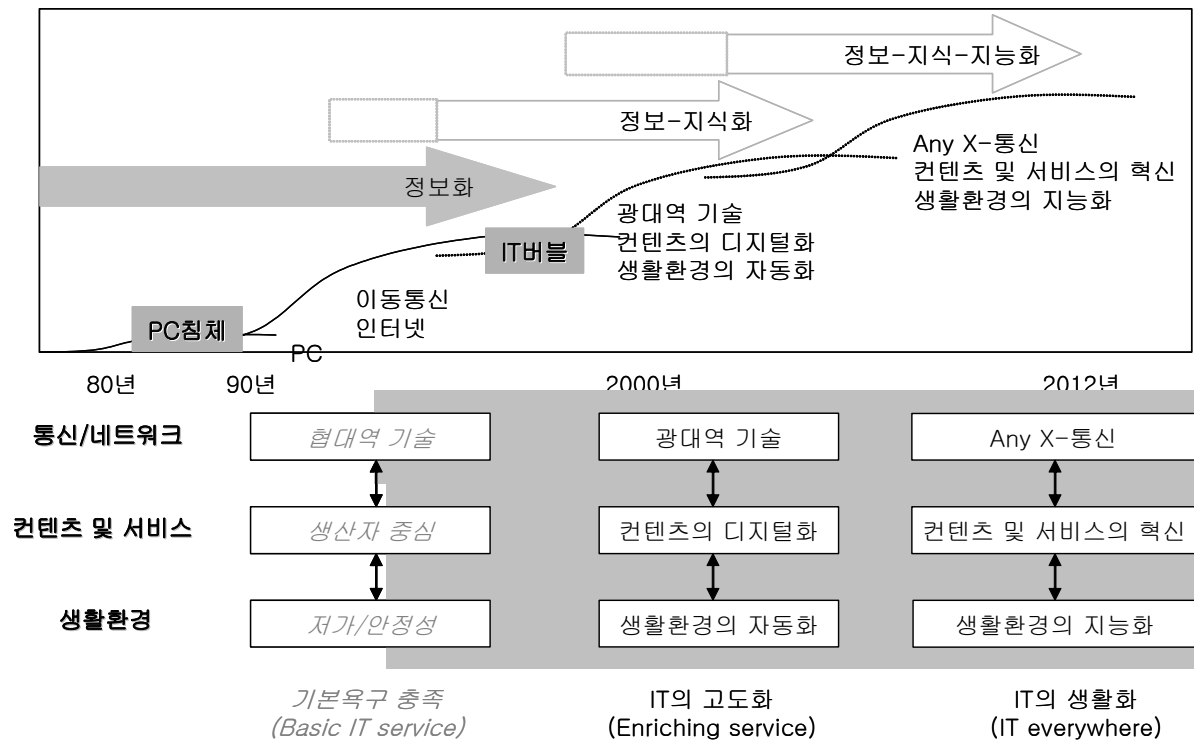 정보-지식-지능화
정보-지식화
정보화
Any X-통신
컨텐츠 및 서비스의 혁신
생활환경의 지능화
광대역 기술
컨텐츠의 디지털화
생활환경의 자동화
IT버블
이동통신
인터넷
PC침체
PC
80년 90년 2000년 2012년
통신/네트워크 협대역 기술 광대역 기술 Any X-통신
컨텐츠 및 서비스 생산자 중심 컨텐츠의 디지털화 컨텐츠 및 서비스의 혁신
생활환경 저가/안정성 생활환경의 자동화 생활환경의 지능화
기본욕구 충족 IT의 고도화 IT의 생활화
(Basic IT service) (Enriching service) (IT everywhere)